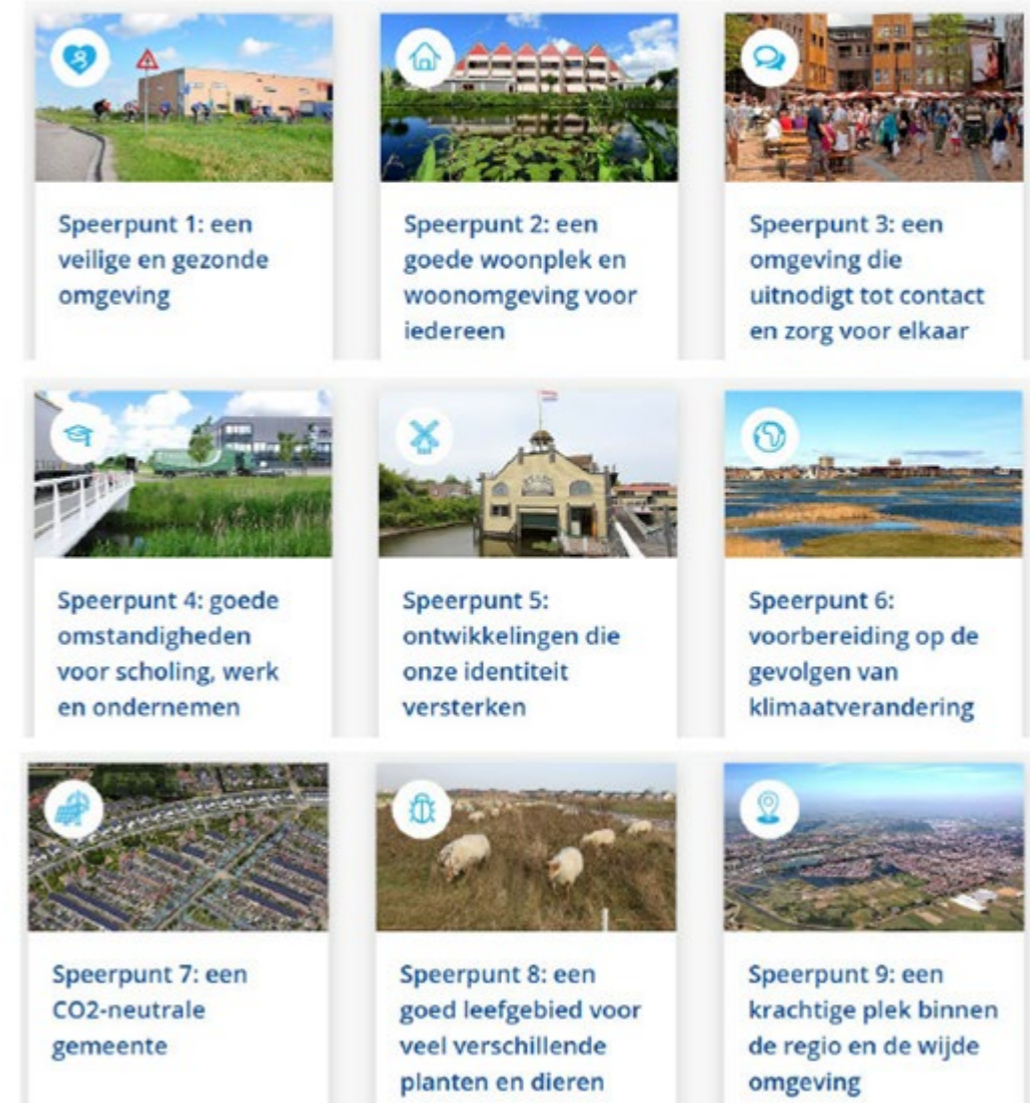 Speerpunt 1: een
veilige en gezonde
omgeving
Speerpunt 2: een
goede woonplek en
woonomgeving voor
iedereen
Speerpunt 3: een
omgeving die
uitnodigt tot contact
en zorg voor elkaar
Speerpunt 4: goede
omstandigheden
voor scholing, werk
en ondernemen
Speerpunt 5:
ontwikkelingen die
onze identiteit
versterken
Speerpunt 6:
voorbereiding op de
gevolgen van
klimaatverandering
Speerpunt 7: een
CO2-neutrale
gemeente
Speerpunt 8: een
goed leefgebied voor
veel verschillende
planten en dieren
Speerpunt 9: een
krachtige plek binnen
de regio en de wijde
omgeving